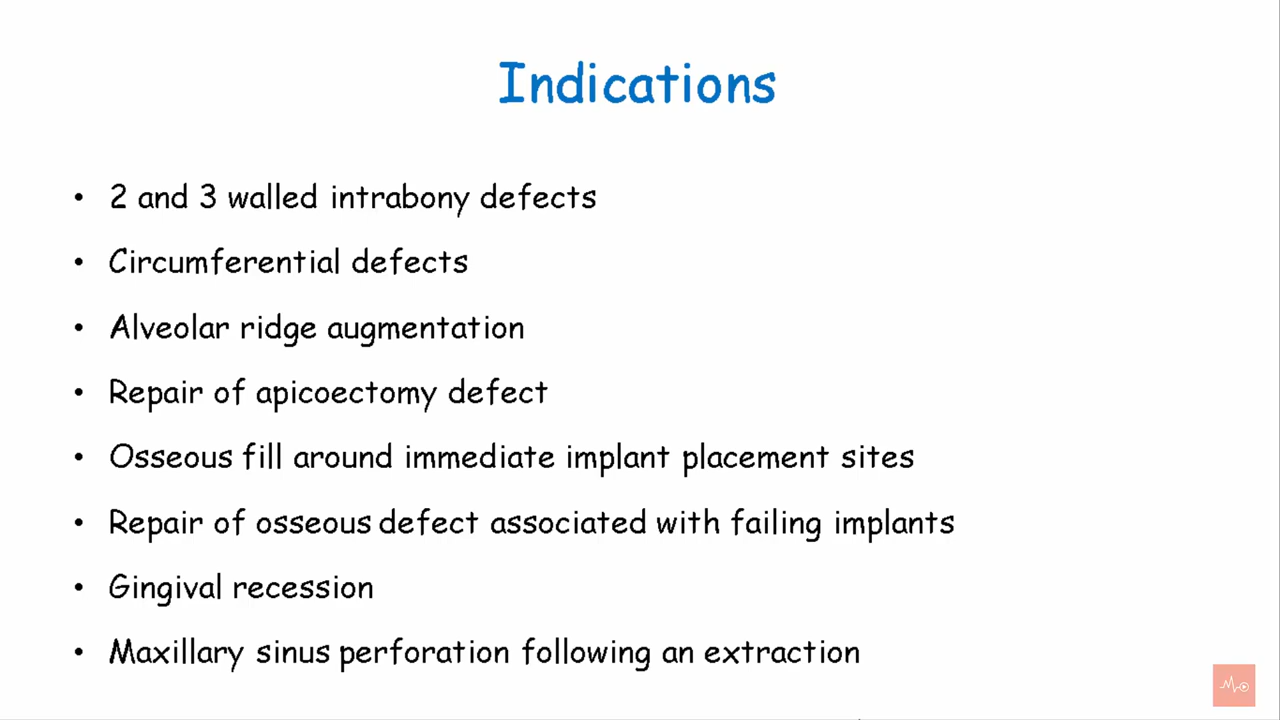 Indications
• 2 and 3 walled intrabony defects
• Circumferential defects
• Alveolar ridge augmentation
• Repair of apicoectomy defect
• Osseous fill around immediate implant placement sites
• Repair of osseous defect associated with failing implants
• Gingival recession
• Maxillary sinus perforation following an extraction